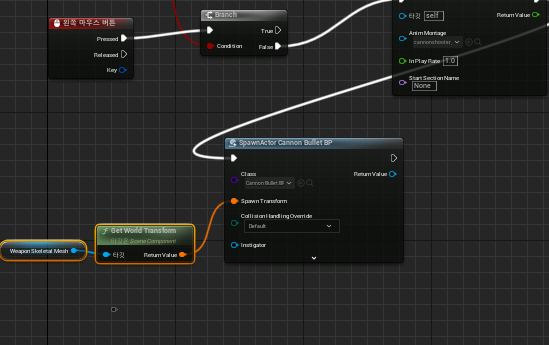 왼쪽 마우스 버튼
Pressed
Released
Key
Branch
True
Condition
False
타깃
self
Return Value
Anim Montage
In Play Rate
1.0
Start Section Name
None
SpawnActor Cannon Bullet BP
Class
Cannon Bullet BP
Return Value
Spawn Transform
Collision Handling Override
Default
Instigator
Weapon Skeletal Mesh
Get World Transform
타깃은 Scene Component
타깃
Return Value